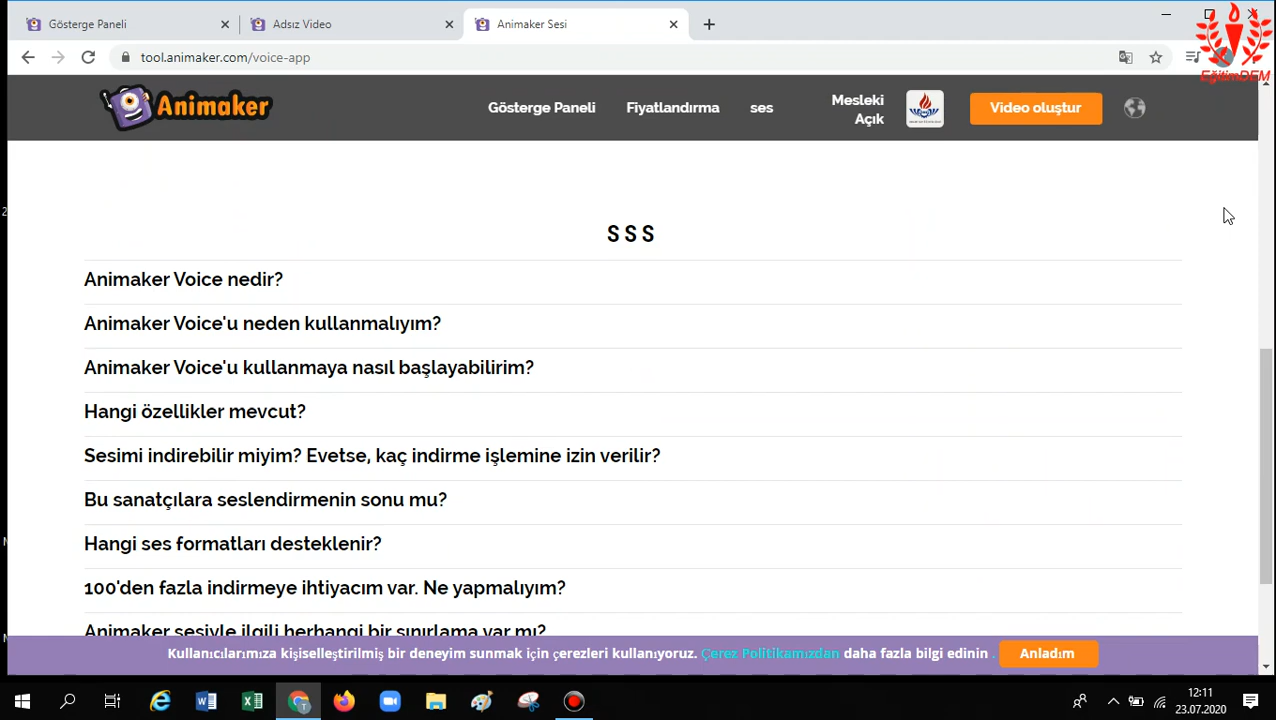 Gösterge Paneli
Adsız Video
Animaker Sesi
EğitimDEM
tool.animaker.com/voice-app
Animaker
Gösterge Paneli
Fiyatlandırma
ses
Mesleki
Açık
Video oluştur
S S S
Animaker Voice nedir?
Animaker Voice'u neden kullanmalıyım?
Animaker Voice'u kullanmaya nasıl başlayabilirim?
Hangi özellikler mevcut?
Sesimi indirebilir miyim? Evetse, kaç indirme işlemine izin verilir?
Bu sanatçılara seslendirmenin sonu mu?
Hangi ses formatları desteklenir?
100'den fazla indirmeye ihtiyacım var. Ne yapmalıyım?
Animaker sesiyle ilgili herhangi bir sınırlama var mı?
Kullanıcılarımıza kişiselleştirilmiş bir deneyim sunmak için çerezleri kullanıyoruz. Çerez Politikamızdan daha fazla bilgi edinin .
Anladım
12:11
23.07.2020